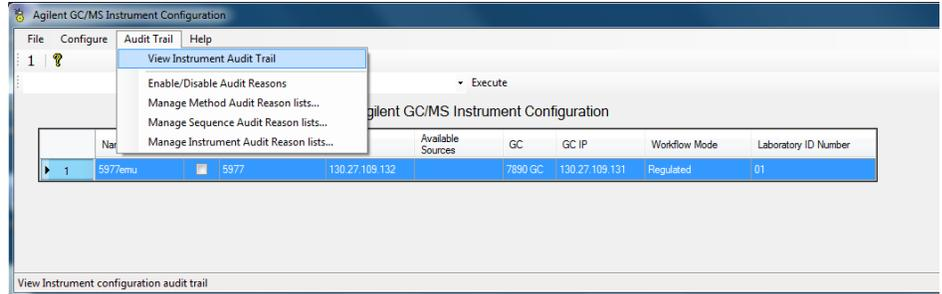 Agilent GC/MS Instrument Configuration
File Configure Audit Trail Help
1 ?
View Instrument Audit Trail
Enable/Disable Audit Reasons
Manage Method Audit Reason lists...
Manage Sequence Audit Reason lists...
Manage Instrument Audit Reason lists...
Execute
gilent GC/MS Instrument Configuration
Nar Available Sources GC GC IP Workflow Mode Laboratory ID Number
1 5977emu 5977 130.27.109.132 7890 GC 130.27.109.131 Regulated 01
View Instrument configuration audit trail